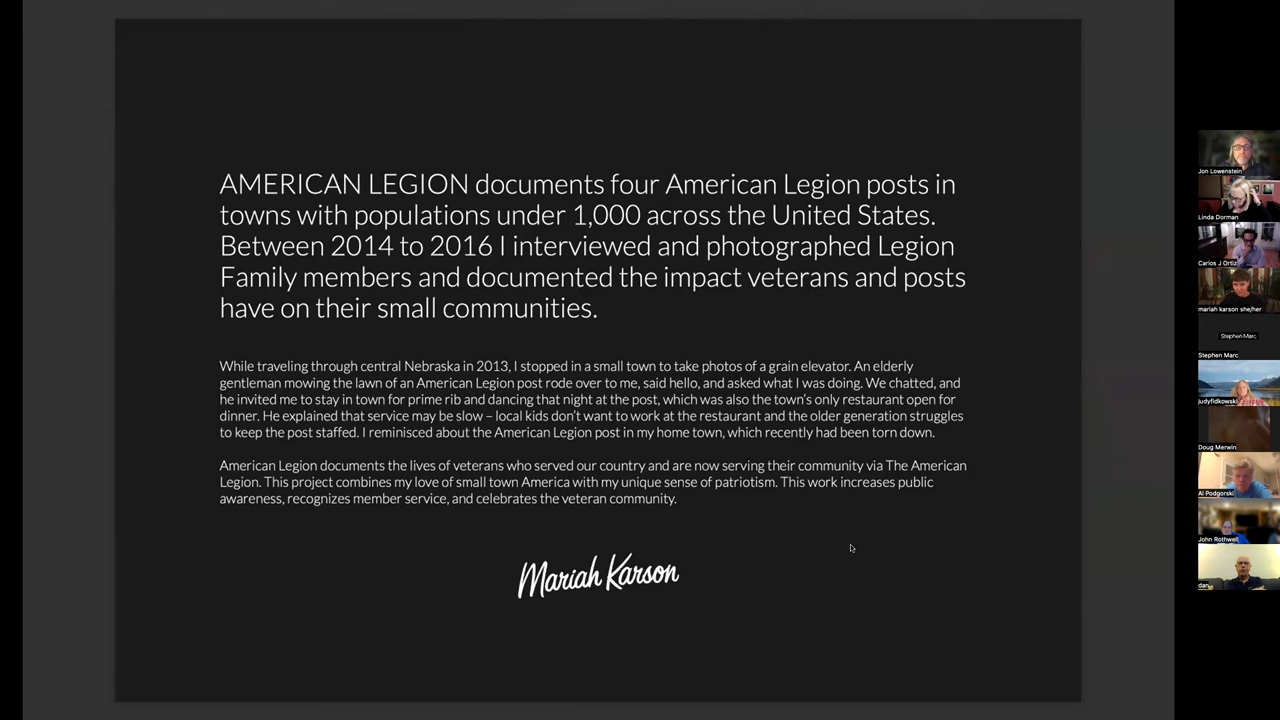 AMERICAN LEGION documents four American Legion posts in
towns with populations under 1,000 across the United States.
Between 2014 to 2016 I interviewed and photographed Legion
Family members and documented the impact veterans and posts
have on their small communities.
While traveling through central Nebraska in 2013, I stopped in a small town to take photos of a grain elevator. An elderly
gentleman mowing the lawn of an American Legion post rode over to me, said hello, and asked what I was doing. We chatted, and
he invited me to stay in town for prime rib and dancing that night at the post, which was also the town's only restaurant open for
dinner. He explained that service may be slow – local kids don't want to work at the restaurant and the older generation struggles
to keep the post staffed. I reminisced about the American Legion post in my home town, which recently had been torn down.
American Legion documents the lives of veterans who served our country and are now serving their community via The American
Legion. This project combines my love of small town America with my unique sense of patriotism. This work increases public
awareness, recognizes member service, and celebrates the veteran community.
Mariah Karson
Jon Lowenstein
Linda Dorman
Carlos J Ortiz
mariah karson she/her
Stephen Marc
Stephen Marc
judyfidkowski
Doug Merwin
Al Podgorski
John Rothwell
dan